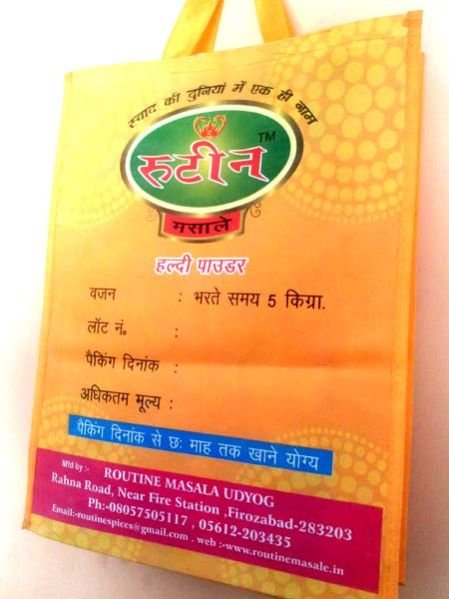 स्वाद की दुनियां में एक ही नाम
रुटीन TM
मसाले
हल्दी पाउडर
वजन : भरते समय 5 किग्रा.
लॉट नं. :
पैकिंग दिनांक :
अधिकतम मूल्य :
पैकिंग दिनांक से छः माह तक खाने योग्य
Mfd by :- ROUTINE MASALA UDYOG
Rahna Road, Near Fire Station ,Firozabad-283203
Ph:-08057505117 , 05612-203435
Email:-routinespices@gmail.com . web :-www.routinemasale.in